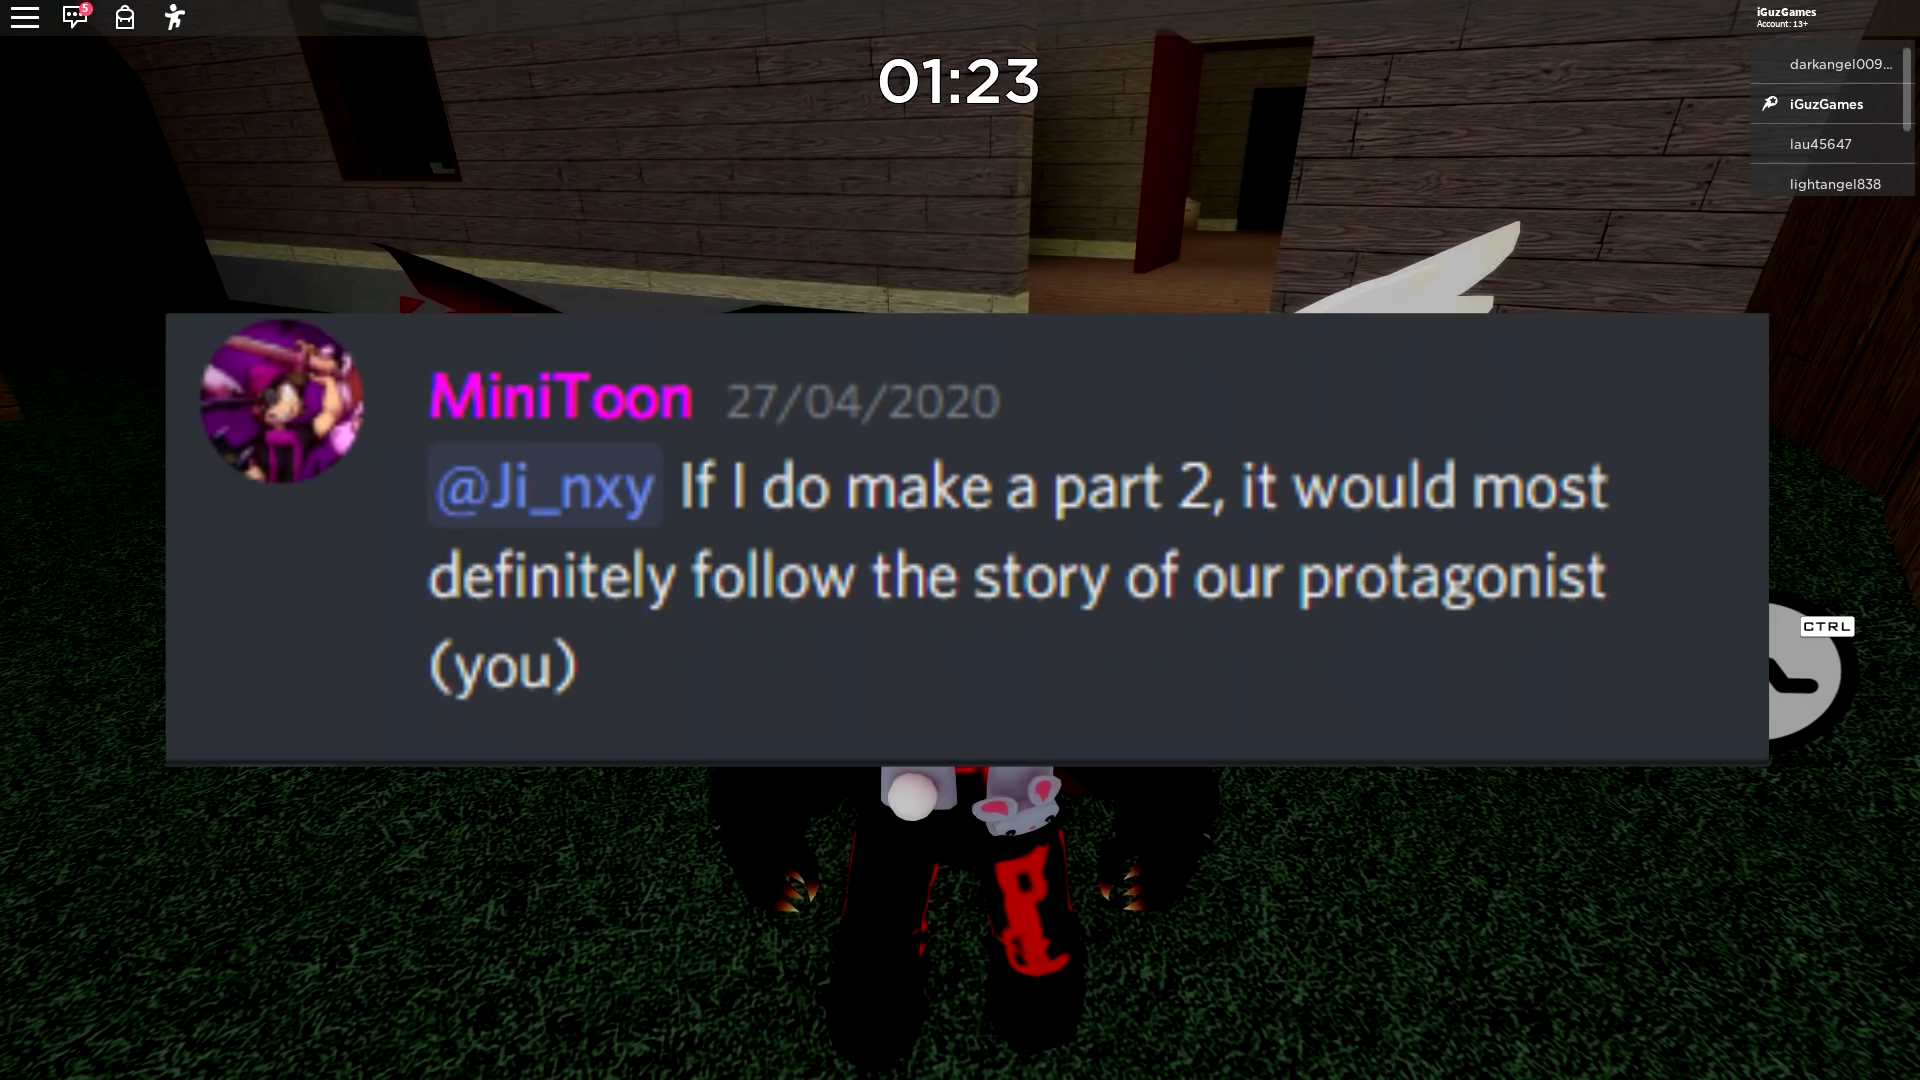 5
iGuzGames
Account: 13+
01:23
darkangel009...
iGuzGames
lau45647
lightangel838
MiniToon 27/04/2020
@Ji_nxy If I do make a part 2, it would most
definitely follow the story of our protagonist
(you)
CTRL